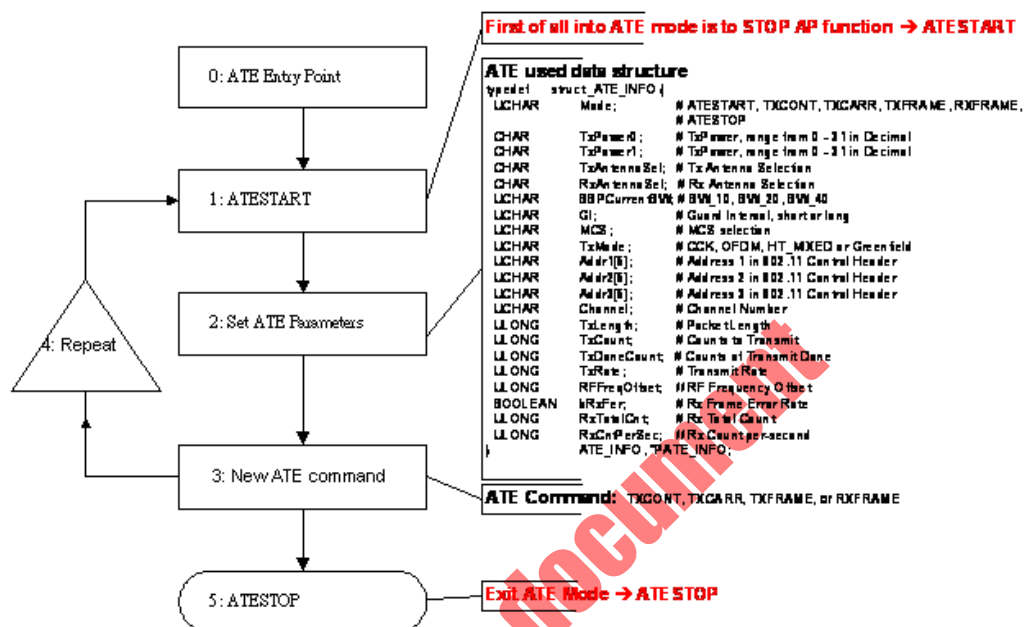 First of all into ATE mode is to STOP AP function → ATESTART
0: ATE Entry Point
1: ATESTART
2: Set ATE Parameters
4: Repeat
3: New ATE command
5: ATESTOP
ATE used data structure
typedef struct_ATE_INFO {
UCHAR Mode; # ATESTART, TXCONT, TXCARR, TXFRAME, RXFRAME,
# ATESTOP
CHAR TxPower0; # TxPower, range from 0 ~ 31 in Decimal
CHAR TxPower1; # TxPower, range from 0 ~ 31 in Decimal
CHAR TxAntennaSel; # Tx Antenna Selection
CHAR RxAntennaSel; # Rx Antenna Selection
UCHAR BBPCurrentBW; # BW_10, BW_20, BW_40
UCHAR GI; # Guard Interval, short or long
UCHAR MCS; # MCS selection
UCHAR TxMode; # CCK, OFDM, HT_MIXED or Greenfield
UCHAR Addr1[6]; # Address 1 in 802.11 Control Header
UCHAR Addr2[6]; # Address 2 in 802.11 Control Header
UCHAR Addr3[6]; # Address 3 in 802.11 Control Header
UCHAR Channel; # Channel Number
ULONG TxLength; # Packet Length
ULONG TxCount; # Counts to Transmit
ULONG TxDoneCount; # Counts of Transmit Done
ULONG TxRate; # Transmit Rate
ULONG RFFreqOffset; # RF Frequency Offset
BOOLEAN bRxFer; # Rx Frame Error Rate
ULONG RxTotalCnt; # Rx Total Count
ULONG RxCntPerSec; # Rx Count per-second
} ATE_INFO, *PATE_INFO;
ATE Command: TXCONT, TXCARR, TXFRAME, or RXFRAME
Exit ATE Mode → ATESTOP
document